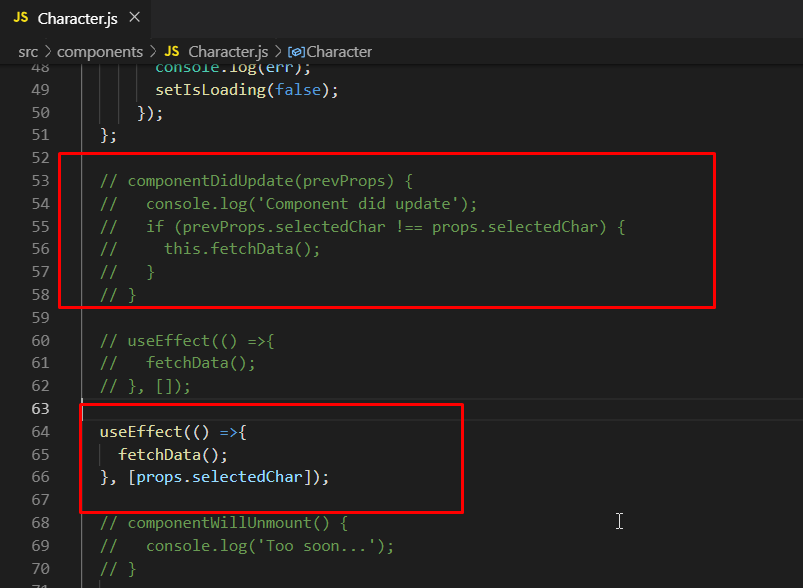 JS Character.js ×
src > components > JS Character.js > Character
48 console.log(err);
49 setIsLoading(false);
50 });
51 };
52
53 // componentDidUpdate(prevProps) {
54 //   console.log('Component did update');
55 //   if (prevProps.selectedChar !== props.selectedChar) {
56 //     this.fetchData();
57 //   }
58 // }
59
60 // useEffect(() =>{
61 //   fetchData();
62 // }, []);
63
64 useEffect(() =>{
65   fetchData();
66 }, [props.selectedChar]);
67
68 // componentWillUnmount() {
69 //   console.log('Too soon...');
70 // }
71